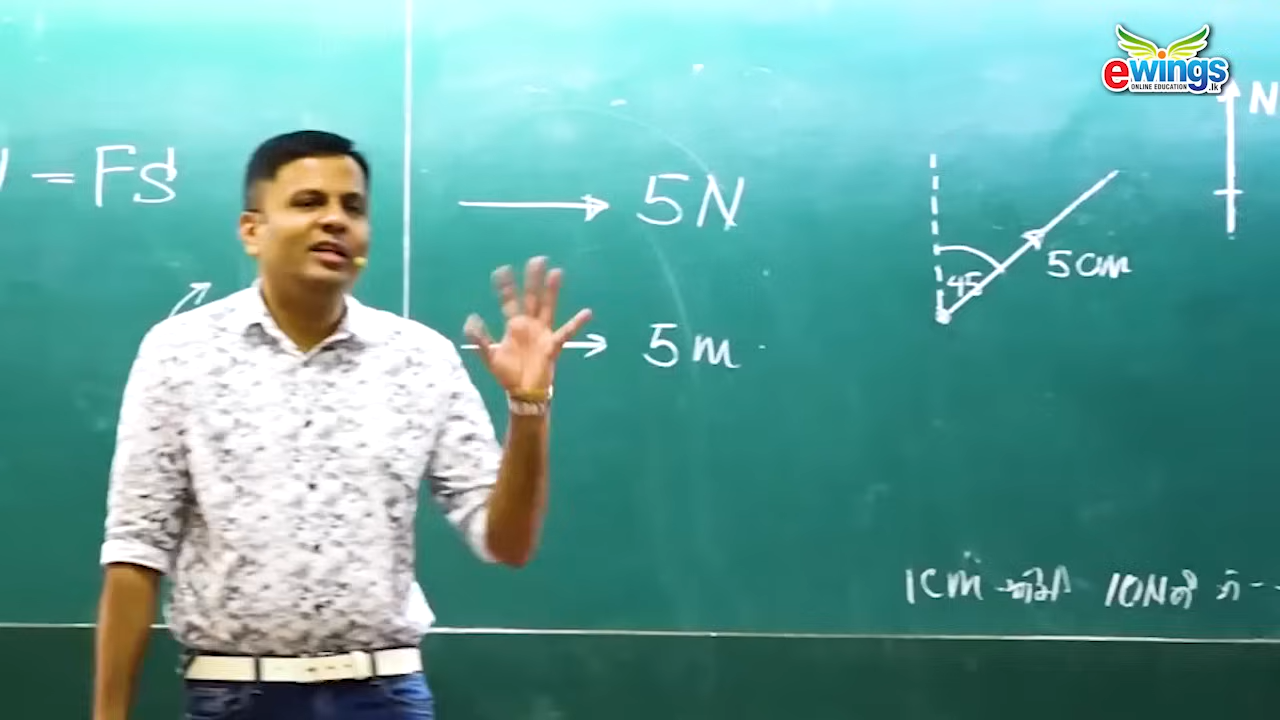 ewings.lk
ONLINE EDUCATION
N
= FS
5N
5cm
45
5m
1cm 10N